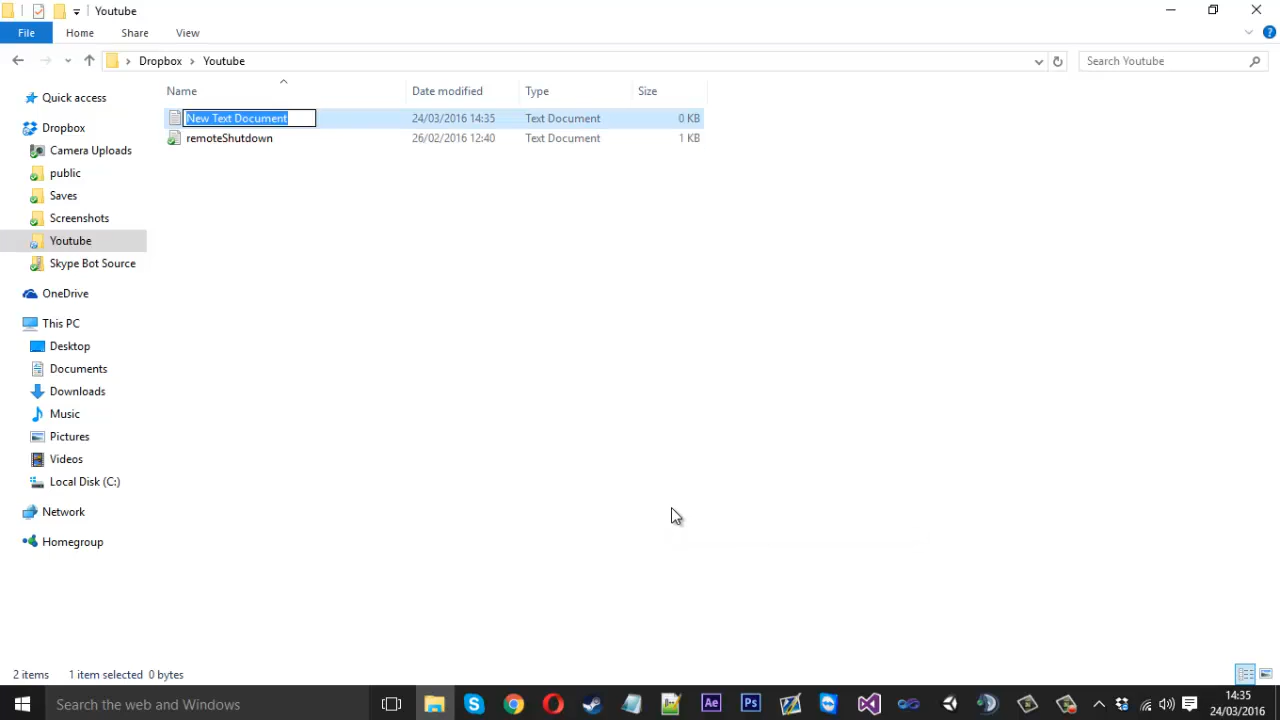 Youtube
File Home Share View
Dropbox Youtube Search Youtube
Name Date modified Type Size
New Text Document 24/03/2016 14:35 Text Document 0 KB
remoteShutdown 26/02/2016 12:40 Text Document 1 KB
Quick access
Dropbox
Camera Uploads
public
Saves
Screenshots
Youtube
Skype Bot Source
OneDrive
This PC
Desktop
Documents
Downloads
Music
Pictures
Videos
Local Disk (C:)
Network
Homegroup
2 items 1 item selected 0 bytes
Search the web and Windows
Ae Ps
14:35
24/03/2016